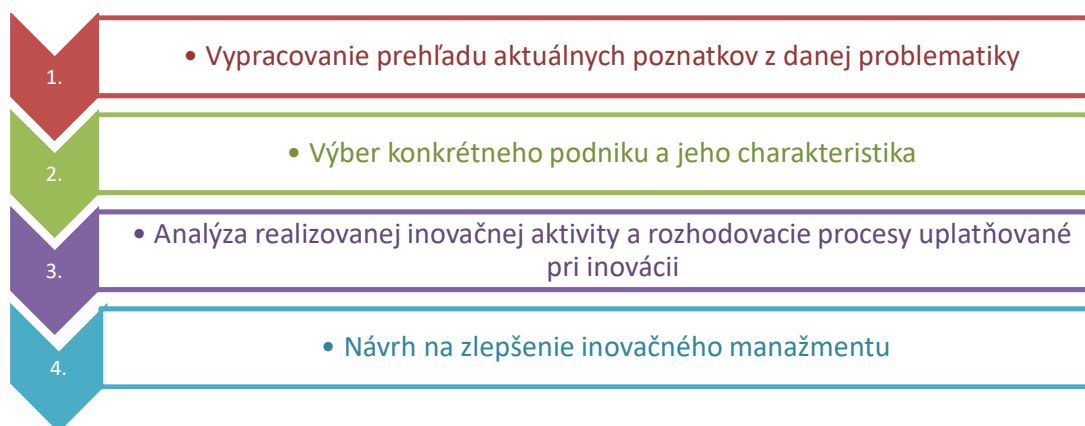 1.
• Vypracovanie prehľadu aktuálnych poznatkov z danej problematiky
2.
• Výber konkrétneho podniku a jeho charakteristika
3.
• Analýza realizovanej inovačnej aktivity a rozhodovacie procesy uplatňované
pri inovácii
4.
• Návrh na zlepšenie inovačného manažmentu